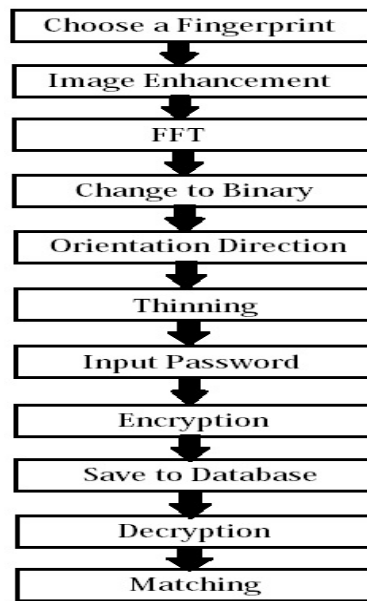 Choose a Fingerprint
Image Enhancement
FFT
Change to Binary
Orientation Direction
Thinning
Input Password
Encryption
Save to Database
Decryption
Matching